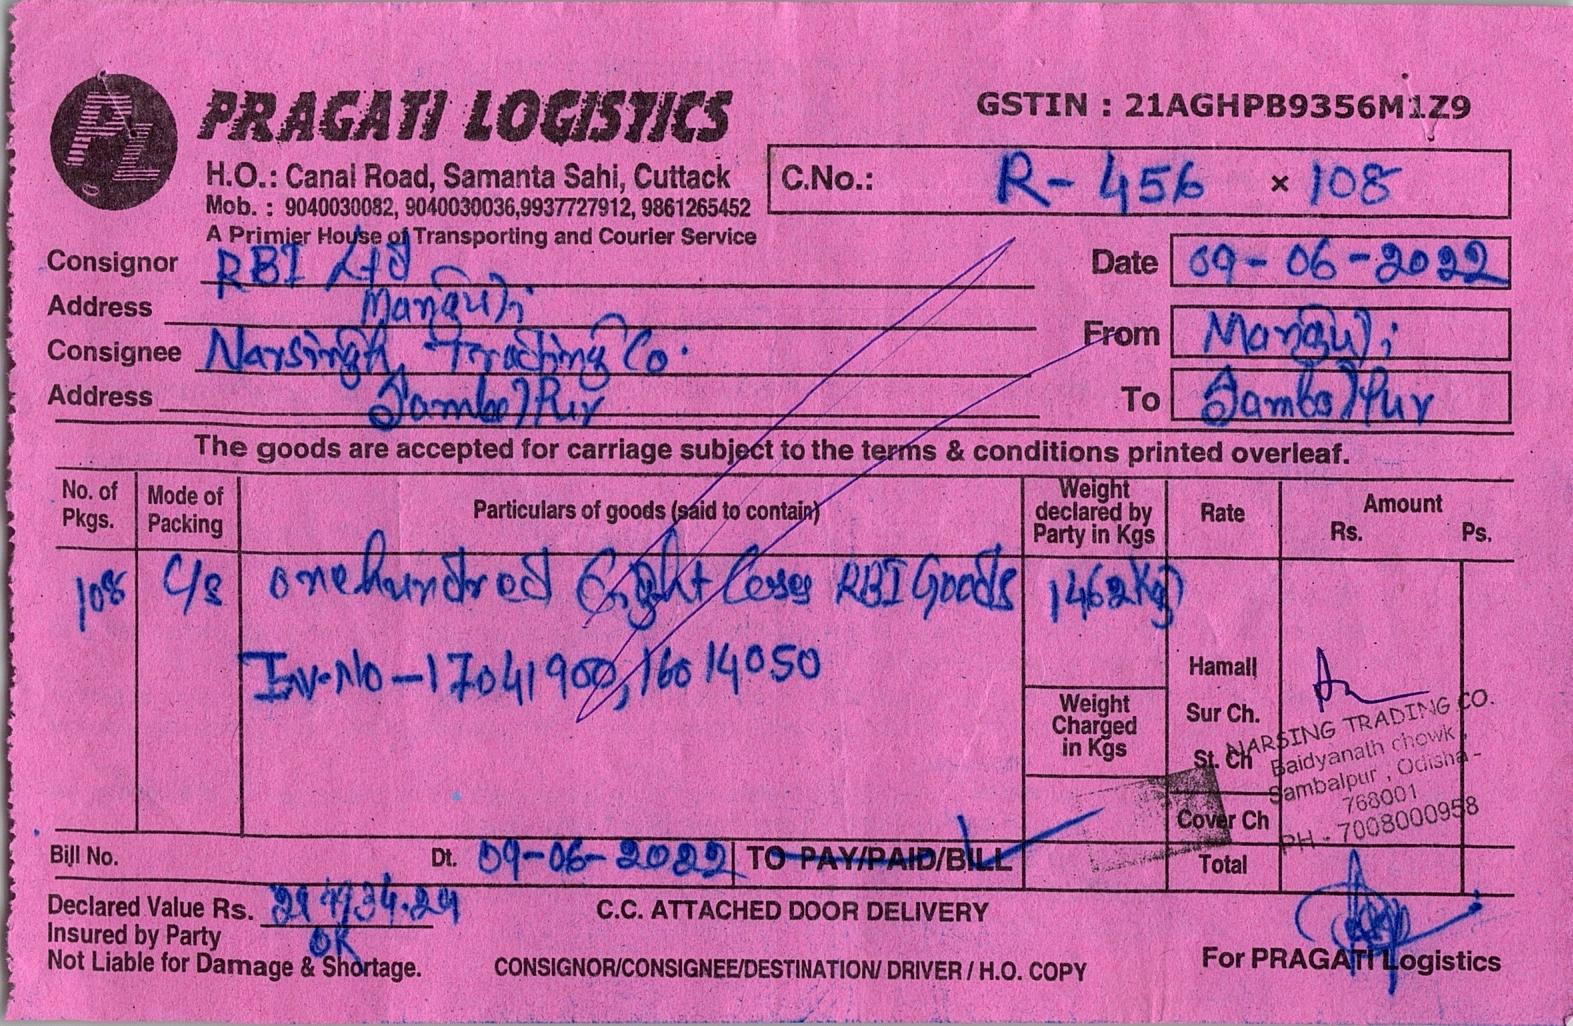 PL
PRAGATI LOGISTICS
GSTIN : 21AGHPB9356M1Z9
H.O.: Canal Road, Samanta Sahi, Cuttack
Mob. : 9040030082, 9040030036,9937727912, 9861265452
A Primier House of Transporting and Courier Service
C.No.: R- 456 × 108
Consignor RBI Ltd
Date 09-06-2022
Address Manguli
From Manguli
Consignee Narsingh Trading Co.
Address Sambalpur
To Sambalpur
The goods are accepted for carriage subject to the terms & conditions printed overleaf.
No. of Pkgs.
Mode of Packing
Particulars of goods (said to contain)
Weight declared by Party in Kgs
Rate
Amount
Rs. Ps.
108 C/s one hundred Eight Cases RBI Goods 1462Kg
Inv.No-17041900,16014050
Hamall
Weight Charged in Kgs
Sur Ch.
St. Ch
Cover Ch
NARSING TRADING CO.
Baidyanath chowk,
Sambalpur, Odisha -
768001
PH - 7008000958
Bill No. Dt. 09-06-2022 TO PAY/PAID/BILL
Total
Declared Value Rs.
C.C. ATTACHED DOOR DELIVERY
Insured by Party OK
Not Liable for Damage & Shortage.
CONSIGNOR/CONSIGNEE/DESTINATION/ DRIVER / H.O. COPY
For PRAGATI Logistics